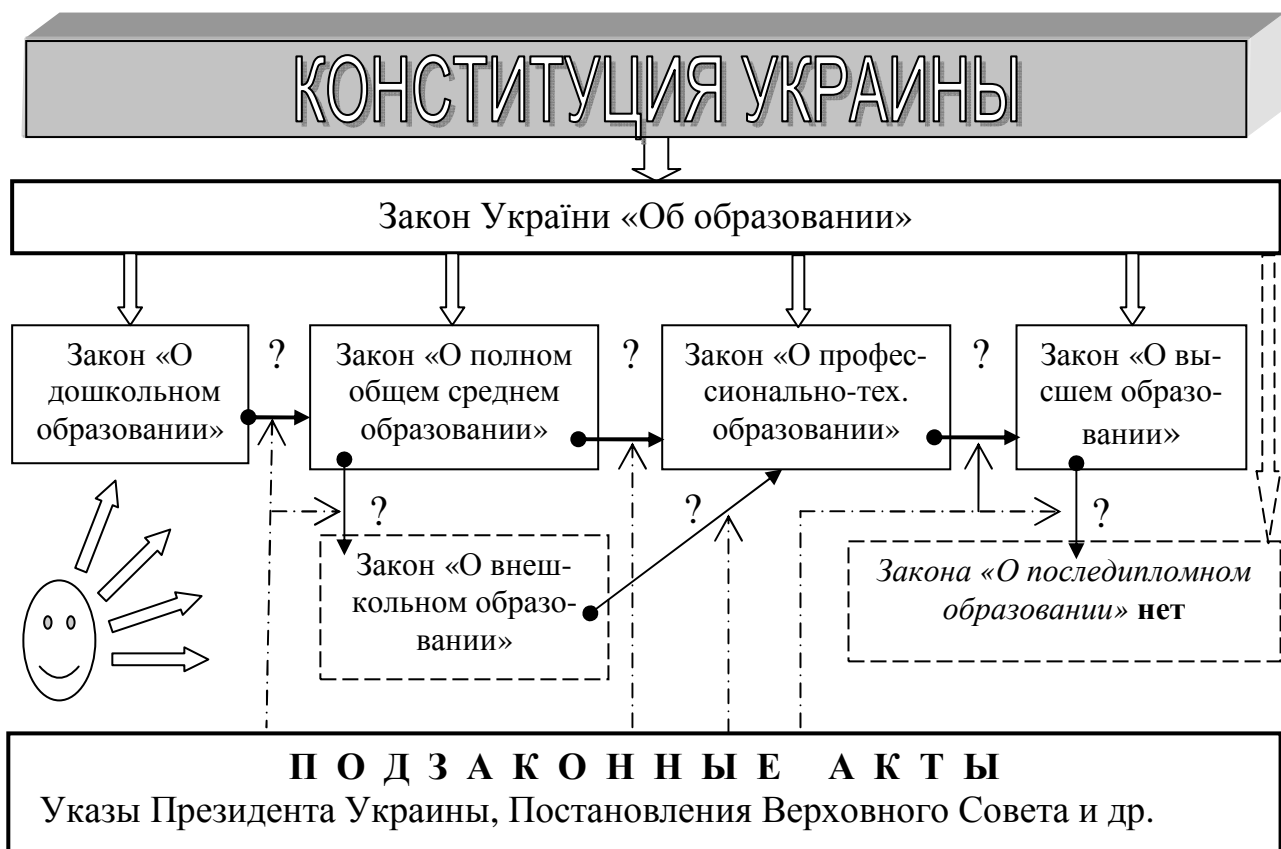 КОНСТИТУЦИЯ УКРАИНЫ
Закон України «Об образовании»
Закон «О
дошкольном
образовании»
?
Закон «О полном
общем среднем
образовании»
?
Закон «О профес-
сионально-тех.
образовании»
?
Закон «О вы-
сшем образо-
вании»
?
?
?
Закон «О внеш-
кольном образо-
вании»
Закона «О последипломном
образовании» нет
П О Д З А К О Н Н Ы Е А К Т Ы
Указы Президента Украины, Постановления Верховного Совета и др.